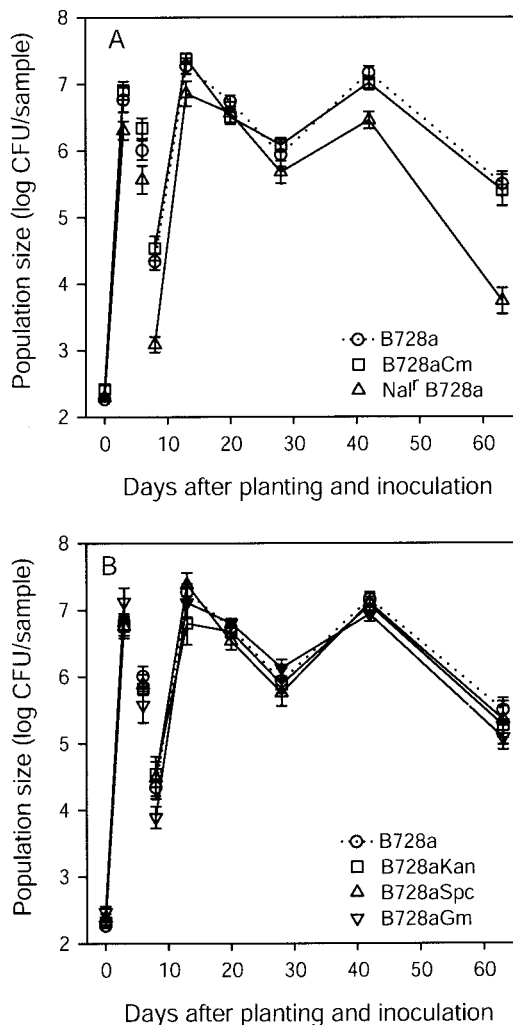 A
8
7
6
5
4
3
2
Population size (log CFU/sample)
B728a
B728aCm
Nalʳ B728a
0 10 20 30 40 50 60
Days after planting and inoculation
B
8
7
6
5
4
3
2
Population size (log CFU/sample)
B728a
B728aKan
B728aSpc
B728aGm
0 10 20 30 40 50 60
Days after planting and inoculation